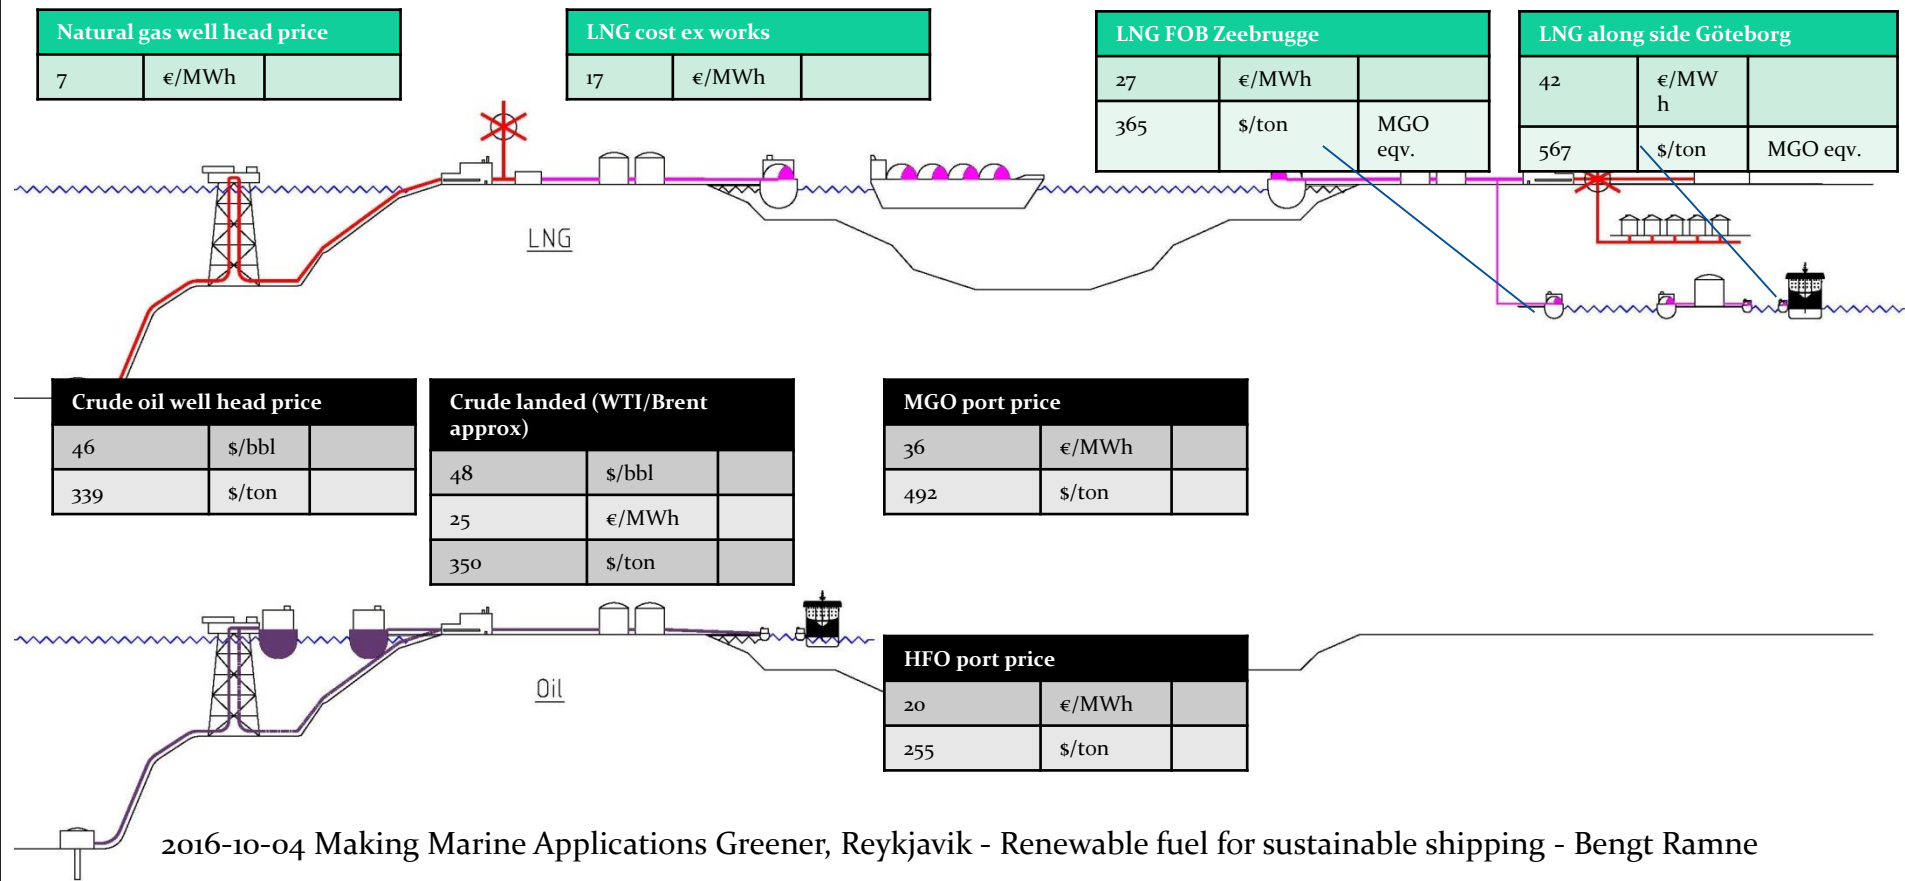 Natural gas well head price
7 €/MWh
LNG cost ex works
17 €/MWh
LNG FOB Zeebrugge
27 €/MWh
365 $/ton MGO
eqv.
LNG along side Göteborg
42 €/MW
h
567 $/ton MGO eqv.
LNG
Crude oil well head price
46 $/bbl
339 $/ton
Crude landed (WTI/Brent
approx)
48 $/bbl
25 €/MWh
350 $/ton
MGO port price
36 €/MWh
492 $/ton
Oil
HFO port price
20 €/MWh
255 $/ton
2016-10-04 Making Marine Applications Greener, Reykjavik - Renewable fuel for sustainable shipping - Bengt Ramne